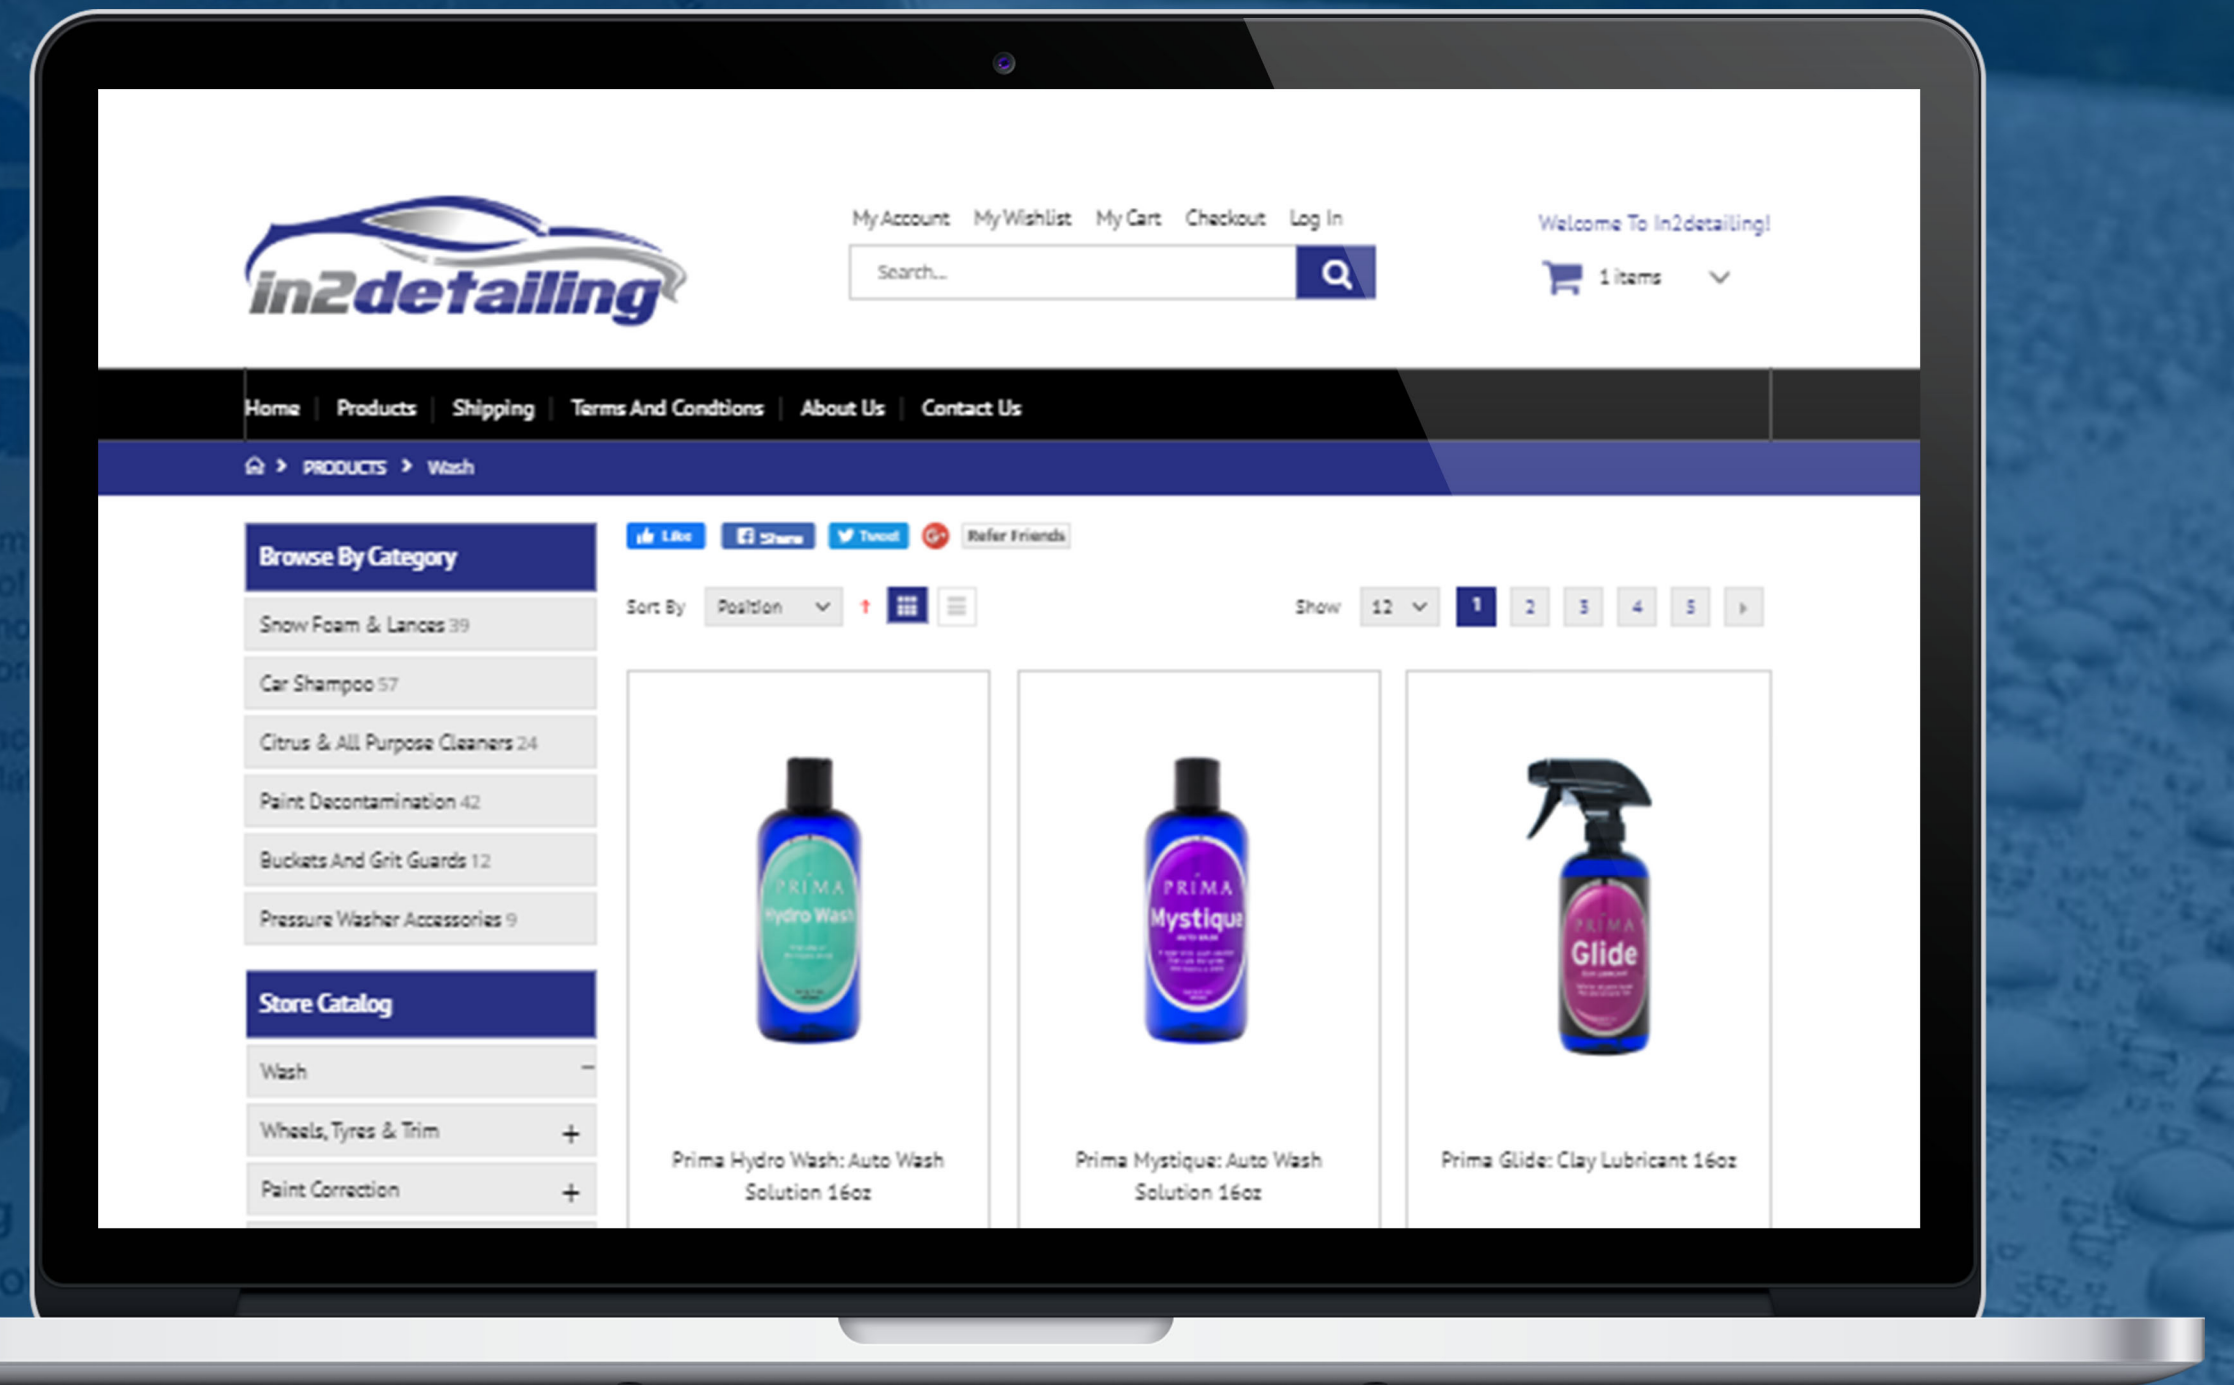 My Account My Wishlist My Cart Checkout Log In
Welcome To In2detailing!
in2detailing
Search...
1 items
Home Products Shipping Terms And Condtions About Us Contact Us
PRODUCTS > Wash
Browse By Category
Like Share Tweet G+ Refer Friends
Sort By Position
Show 12 1 2 3 4 5
Snow Foam & Lances 39
Car Shampoo 57
Citrus & All Purpose Cleaners 24
Paint Decontamination 42
Buckets And Grit Guards 12
Pressure Washer Accessories 9
Store Catalog
Wash −
Wheels, Tyres & Trim +
Paint Correction +
PRIMA
Hydro Wash
PRIMA
Mystique
AUTO WASH
PRIMA
Glide
CLAY LUBRICANT
Prima Hydro Wash: Auto Wash
Solution 16oz
Prima Mystique: Auto Wash
Solution 16oz
Prima Glide: Clay Lubricant 16oz